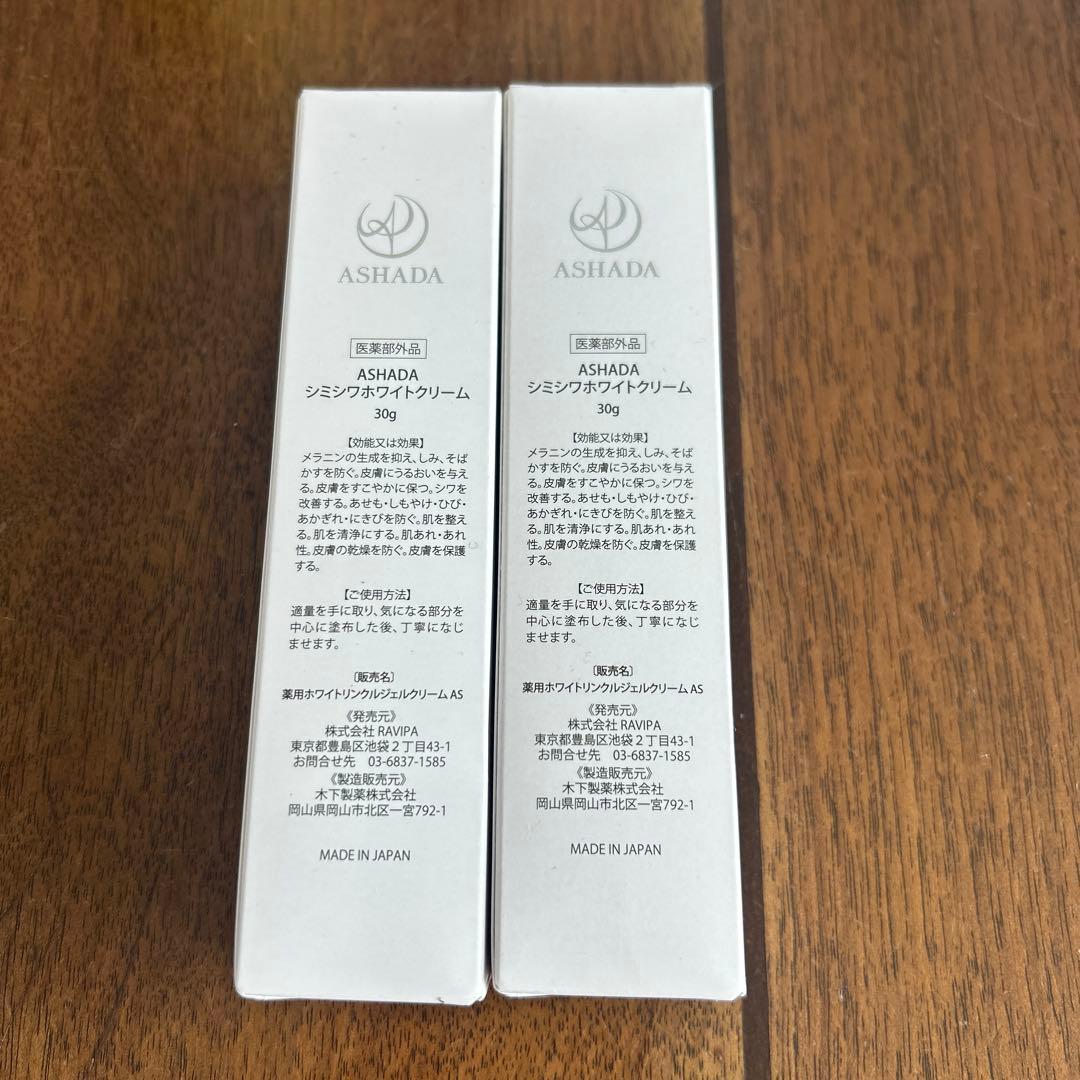 ASHADA
医薬部外品
ASHADA
シミシワホワイトクリーム
30g
【効能又は効果】
メラニンの生成を抑え、しみ、そば
かすを防ぐ。皮膚にうるおいを与え
る。皮膚をすこやかに保つ。シワを
改善する。あせも・しもやけ・ひび・
あかぎれ・にきびを防ぐ。肌を整え
る。肌を清浄にする。肌あれ・あれ
性。皮膚の乾燥を防ぐ。皮膚を保護
する。
【ご使用方法】
適量を手に取り、気になる部分を
中心に塗布した後、丁寧になじ
ませます。
〔販売名〕
薬用ホワイトリンクルジェルクリーム AS
《発売元》
株式会社 RAVIPA
東京都豊島区池袋２丁目43-1
お問合せ先　03-6837-1585
《製造販売元》
木下製薬株式会社
岡山県岡山市北区一宮792-1
MADE IN JAPAN
ASHADA
医薬部外品
ASHADA
シミシワホワイトクリーム
30g
【効能又は効果】
メラニンの生成を抑え、しみ、そば
かすを防ぐ。皮膚にうるおいを与え
る。皮膚をすこやかに保つ。シワを
改善する。あせも・しもやけ・ひび・
あかぎれ・にきびを防ぐ。肌を整え
る。肌を清浄にする。肌あれ・あれ
性。皮膚の乾燥を防ぐ。皮膚を保護
する。
【ご使用方法】
適量を手に取り、気になる部分を
中心に塗布した後、丁寧になじ
ませます。
〔販売名〕
薬用ホワイトリンクルジェルクリーム AS
《発売元》
株式会社 RAVIPA
東京都豊島区池袋２丁目43-1
お問合せ先　03-6837-1585
《製造販売元》
木下製薬株式会社
岡山県岡山市北区一宮792-1
MADE IN JAPAN